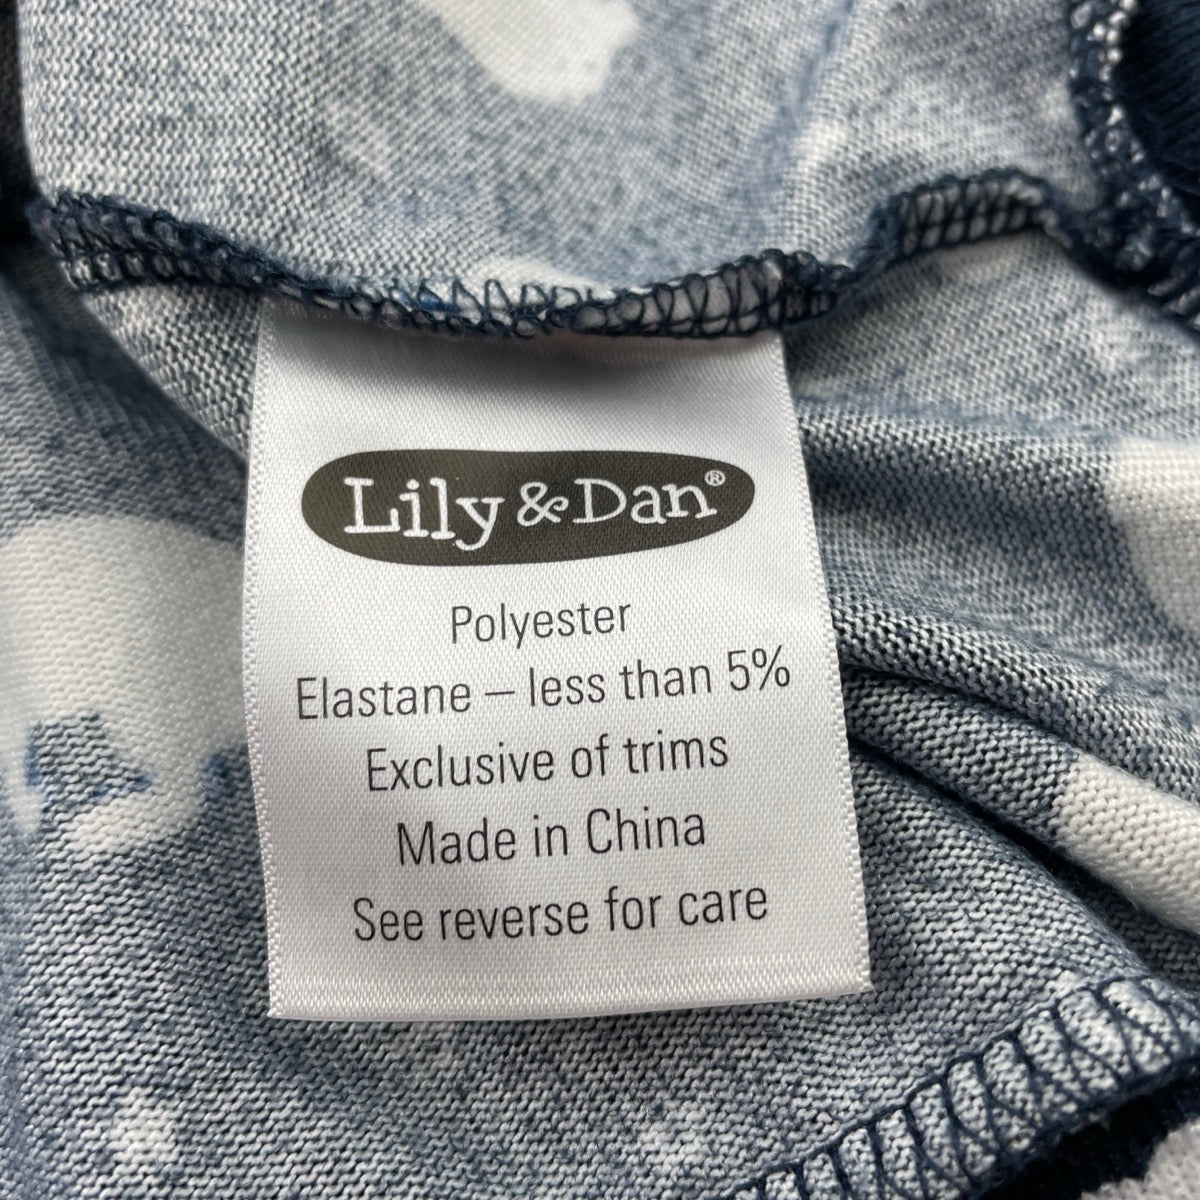 Lily & Dan®
Polyester
Elastane – less than 5%
Exclusive of trims
Made in China
See reverse for care